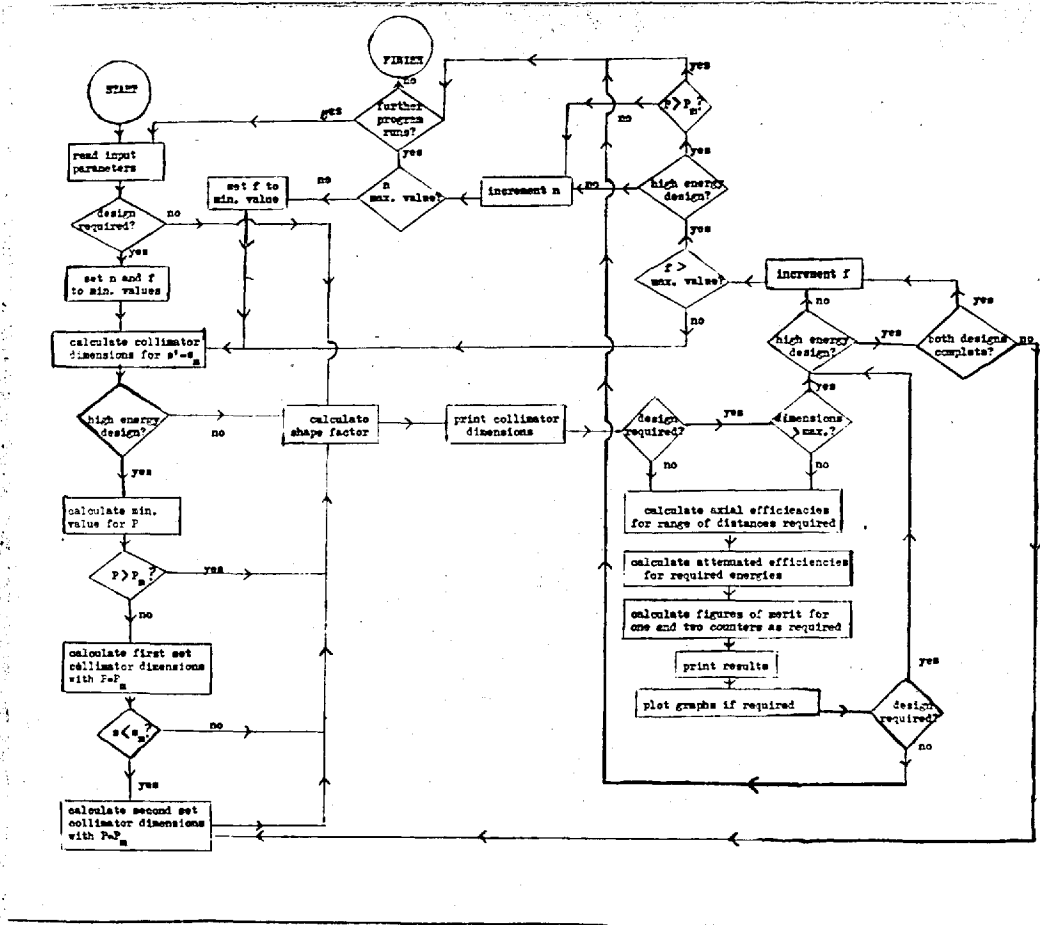 START
read input
parameters
design
required?
no
yes
set n and f
to min. values
calculate collimator
dimensions for s'=s_m
high energy
design?
no
yes
calculate min.
value for P
P>P_m?
yes
no
calculate first set
collimator dimensions
with P=P_m
s<s_m?
no
yes
calculate second set
collimator dimensions
with P=P_m
FINISH
no
further
program
runs?
yes
yes
n
max. value?
no
set f to
min. value
increment n
no
P>P_m?
yes
no
yes
high energy
design?
yes
f >
max. value?
no
increment f
no
yes
high energy
design?
yes
both designs
complete?
no
calculate
shape factor
print collimator
dimensions
design
required?
yes
no
yes
dimensions
>max.?
no
calculate axial efficiacies
for range of distances required
calculate attenuated efficiencies
for required energies
calculate figures of merit for
one and two counters as required
print results
plot graphs if required
yes
design
required?
no